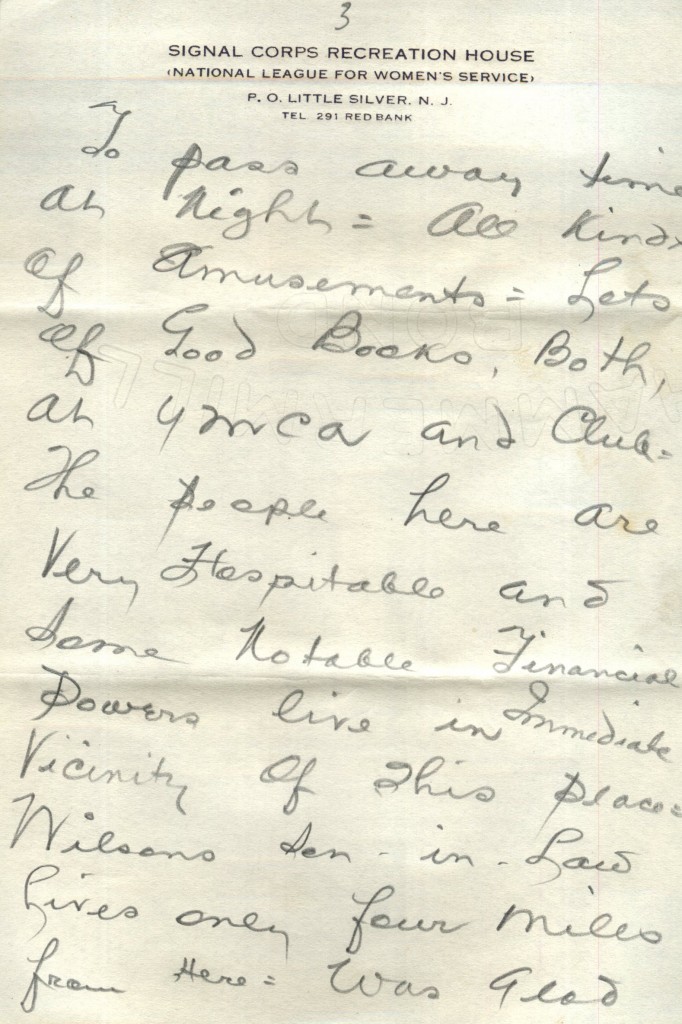 3
SIGNAL CORPS RECREATION HOUSE
(NATIONAL LEAGUE FOR WOMEN'S SERVICE)
P. O. LITTLE SILVER, N. J.
TEL 291 RED BANK
To pass away time
at Night = All Kinds
of Amusements = Lots
of Good Books, Both,
at YMCA and Club =
The people here are
Very Hospitable and
Some Notable Financial
Powers live in Immediate
Vicinity Of This place =
Wilsons Son - in - Law
Lives only four Miles
from Here = Was Glad